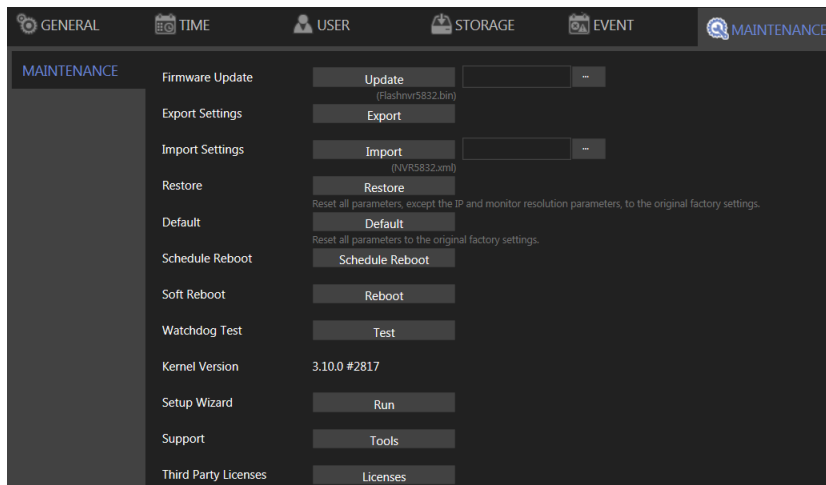 GENERAL TIME USER STORAGE EVENT MAINTENANCE
MAINTENANCE
Firmware Update Update ...
(Flashnvr5832.bin)
Export Settings Export
Import Settings Import ...
(NVR5832.xml)
Restore Restore
Reset all parameters, except the IP and monitor resolution parameters, to the original factory settings.
Default Default
Reset all parameters to the original factory settings.
Schedule Reboot Schedule Reboot
Soft Reboot Reboot
Watchdog Test Test
Kernel Version 3.10.0 #2817
Setup Wizard Run
Support Tools
Third Party Licenses Licenses